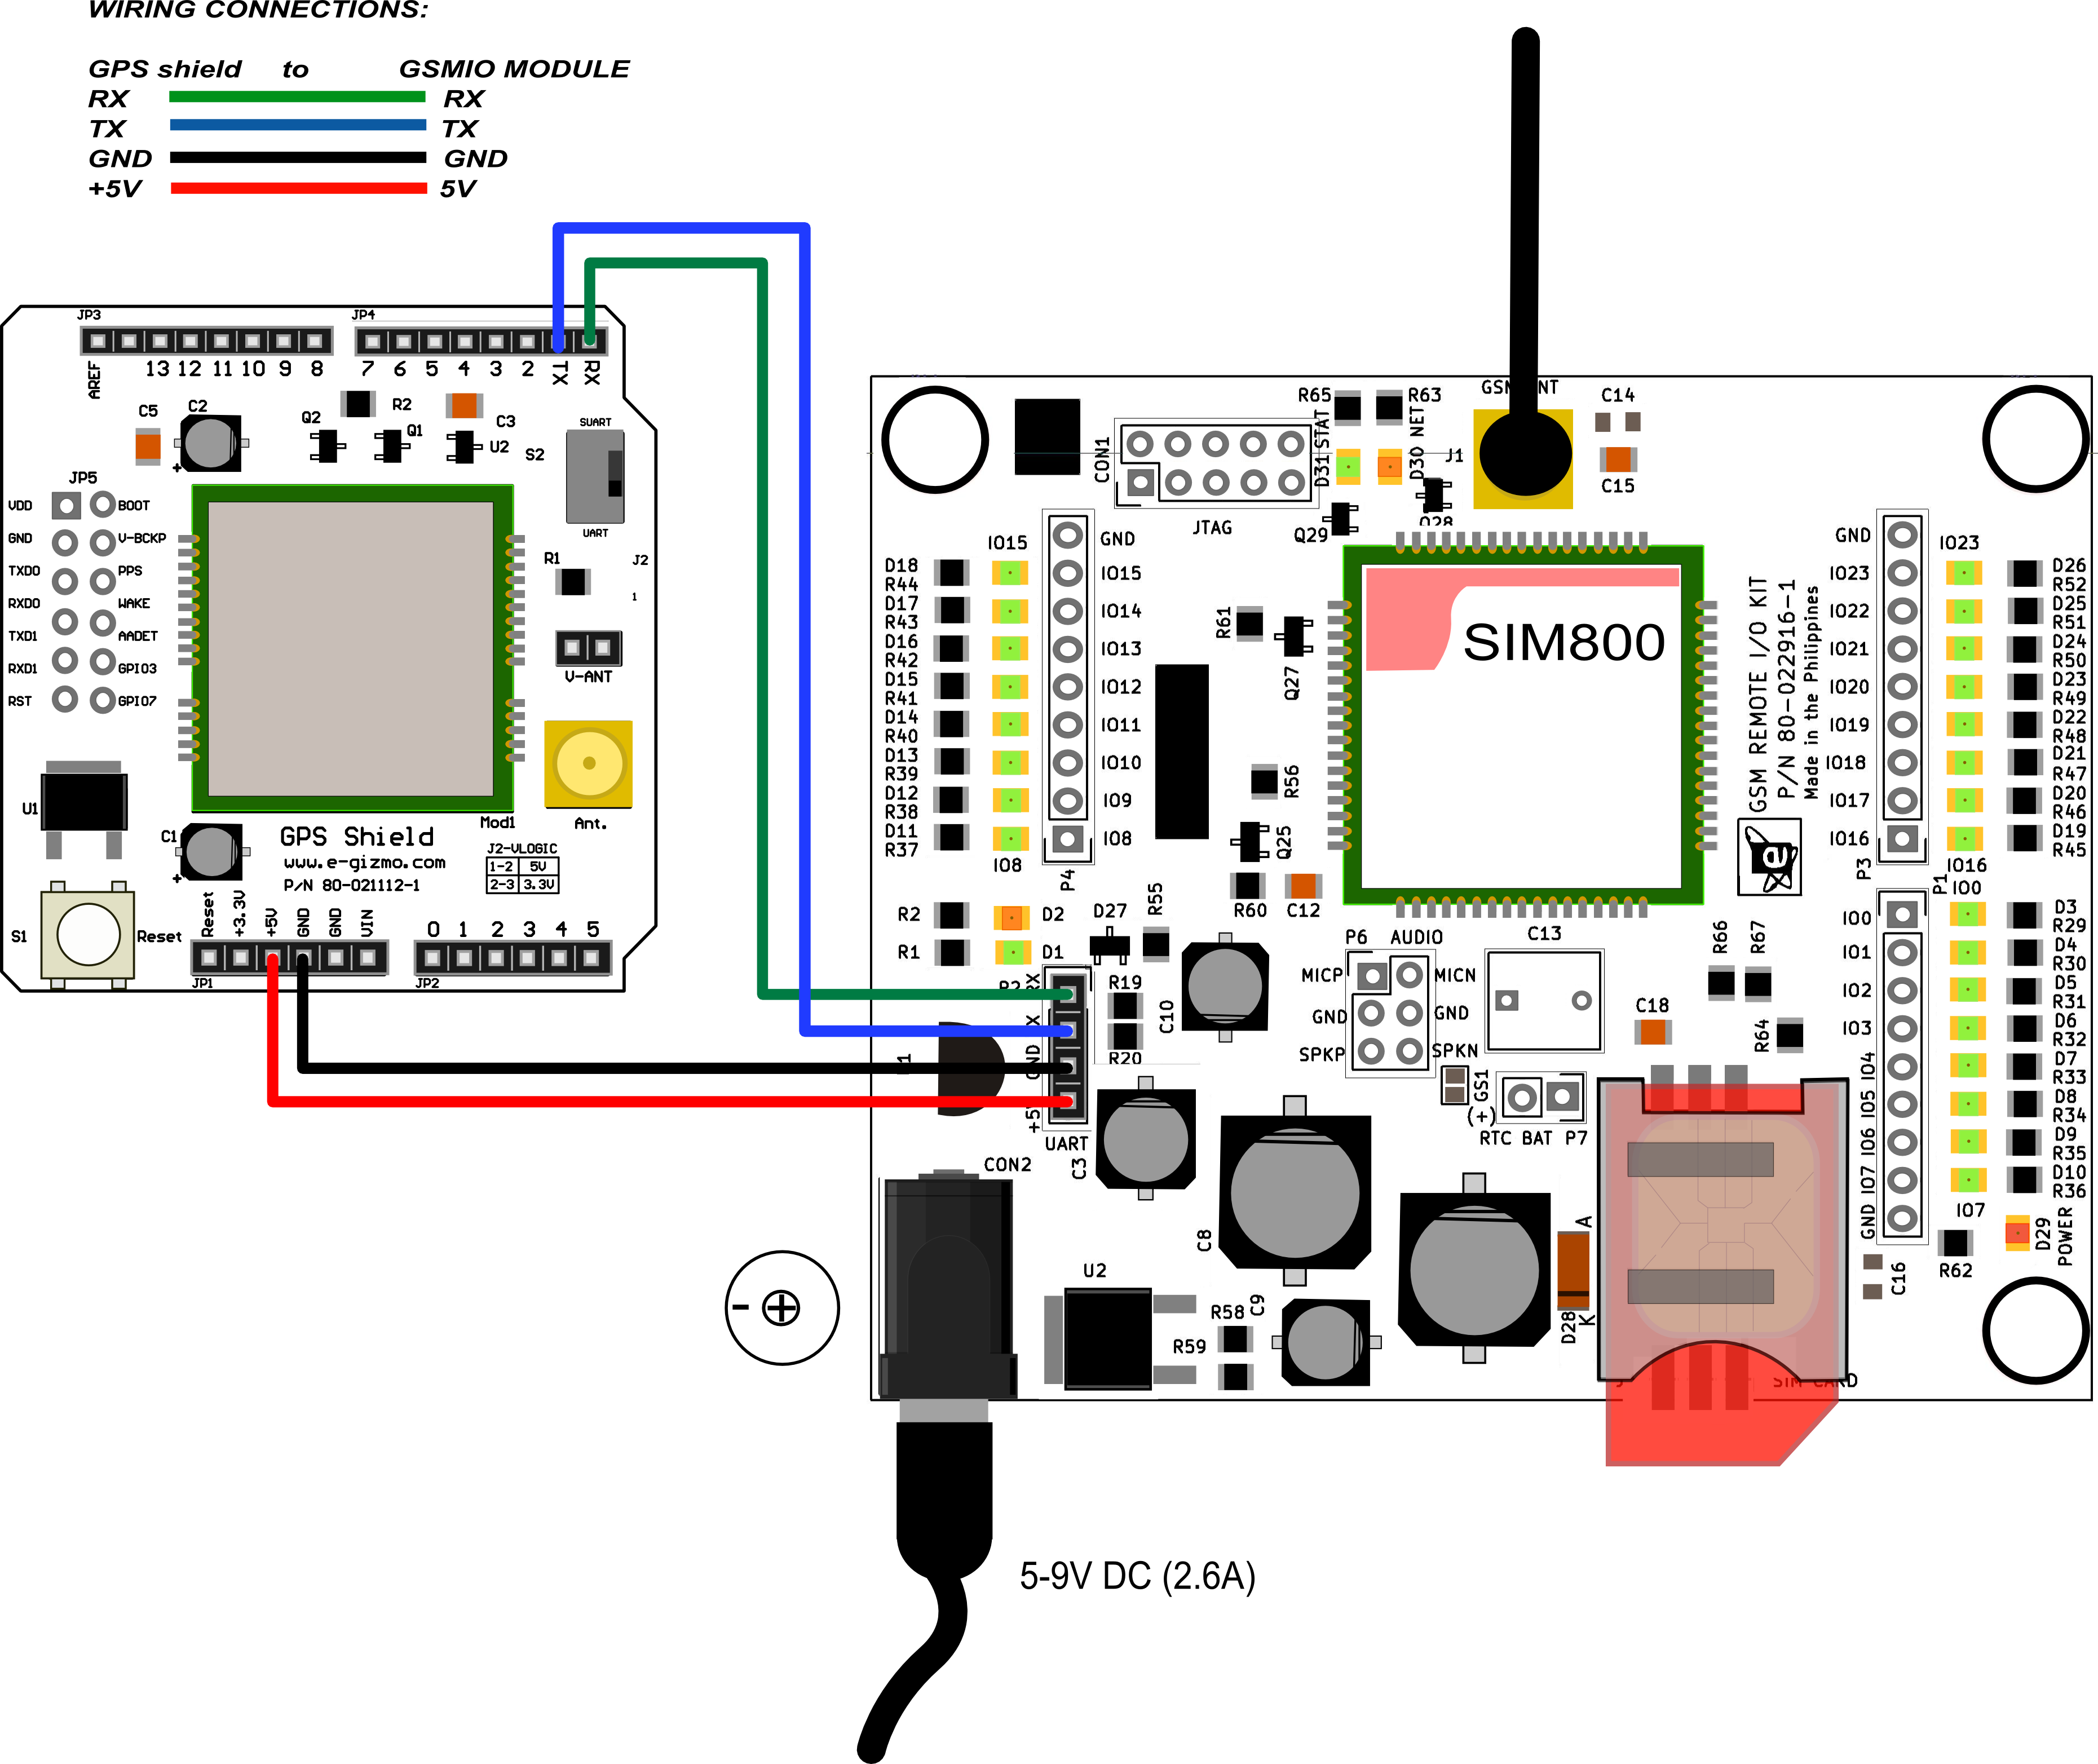 WIRING CONNECTIONS:
GPS shield to GSMIO MODULE
RX RX
TX TX
GND GND
+5V 5V
JP3 JP4
AREF 13 12 11 10 9 8 7 6 5 4 3 2 TX RX
C5 C2 Q2 R2 Q1 C3 U2 S2
SUART
UART
JP5
VDD BOOT
GND V-BCKP
TXD0 PPS
RXD0 WAKE
TXD1 AADET
RXD1 GPIO3
RST GPIO7
R1 J2
1
V-ANT
Ant.
U1
C1
Mod1
GPS Shield
www.e-gizmo.com
P/N 80-021112-1
J2-VLOGIC
1-2 5V
2-3 3.3V
S1 Reset
Reset +3.3V +5V GND GND VIN
0 1 2 3 4 5
JP1 JP2
CON1
JTAG
R65 R63
D31 STAT
D30 NET
J1
C14
C15
Q29
IO15
D18
R44
D17
R43
D16
R42
D15
R41
D14
R40
D13
R39
D12
R38
D11
R37
IO8
GND
IO15
IO14
IO13
IO12
IO11
IO10
IO9
IO8
P4
R61
Q27
R56
Q25
R60 C12
SIM800
GSM REMOTE I/O KIT
P/N 80-022916-1
Made in the Philippines
e
GND
IO23
IO22
IO21
IO20
IO19
IO18
IO17
IO16
P3
IO23
D26
R52
D25
R51
D24
R50
D23
R49
D22
R48
D21
R47
D20
R46
D19
R45
IO16
P1
IO0
IO0
IO1
IO2
IO3
IO4
IO5
IO6
IO7
GND
D3
R29
D4
R30
D5
R31
D6
R32
D7
R33
D8
R34
D9
R35
D10
R36
IO7
D29
POWER
R62
C16
R2 D2
R1 D1
D27
R55
R19
R20
C10
GND
UART
C3
CON2
P6 AUDIO
MICP MICN
GND GND
SPKP SPKN
C13
R66
R67
C18
R64
GS1
(+)
RTC BAT P7
C8
U2
R58
R59
C9
A
D28
K
SIM CARD
- +
5-9V DC (2.6A)